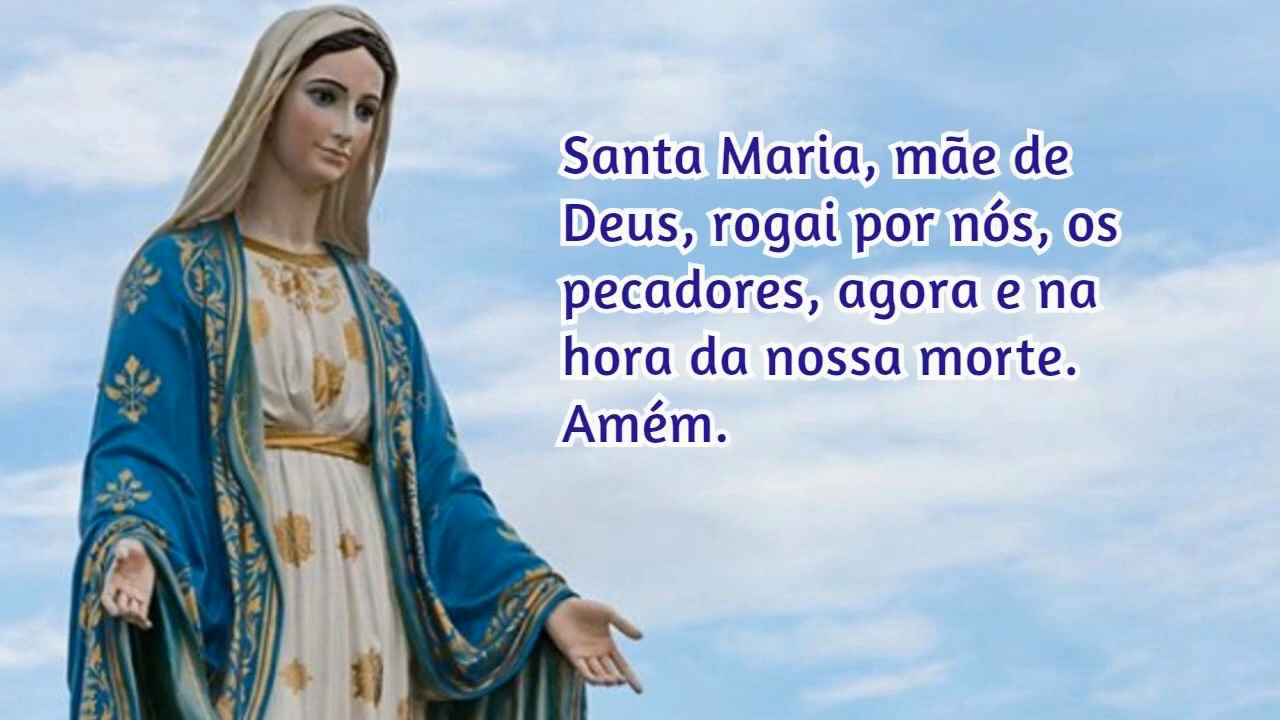 Santa Maria, mãe de
Deus, rogai por nós, os
pecadores, agora e na
hora da nossa morte.
Amém.